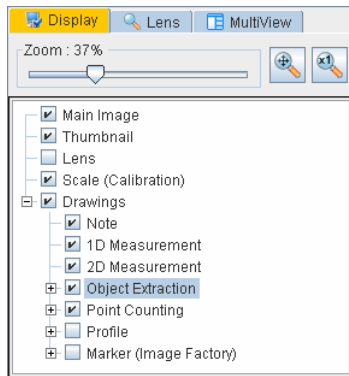 Display Lens MultiView
Zoom : 37%
x1
Main Image
Thumbnail
Lens
Scale (Calibration)
Drawings
Note
1D Measurement
2D Measurement
Object Extraction
Point Counting
Profile
Marker (Image Factory)